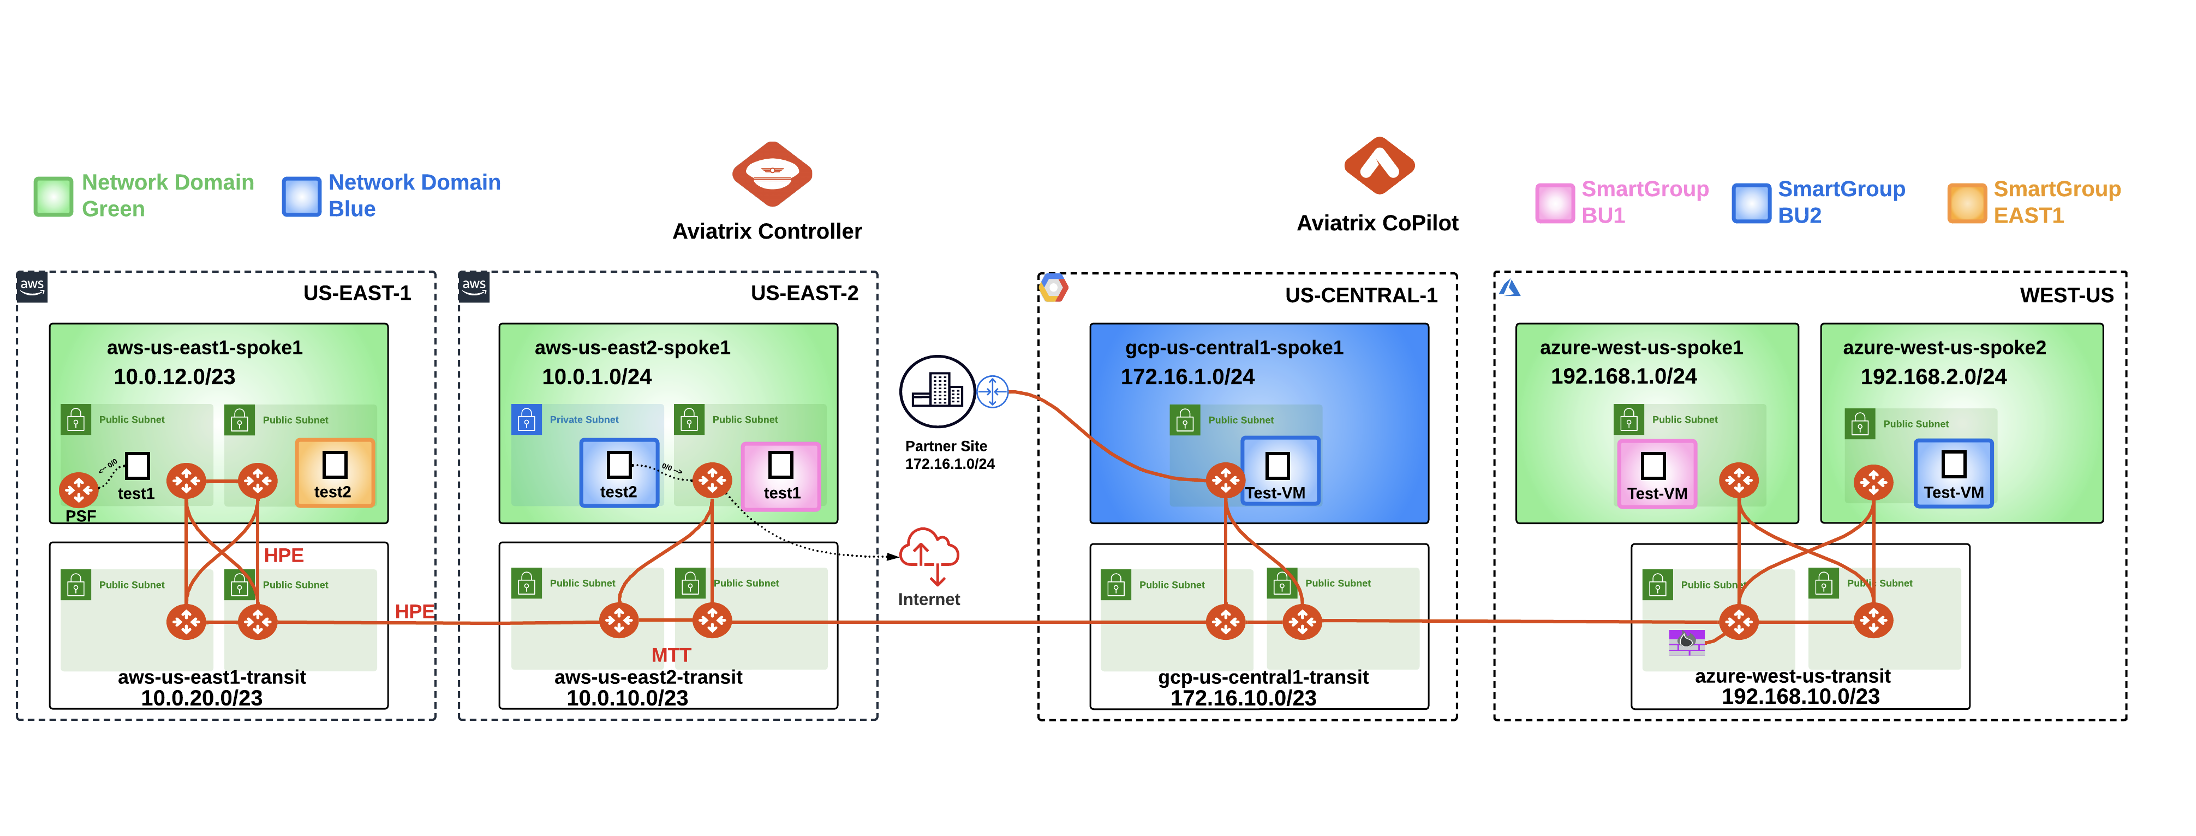 Network Domain
Green
Network Domain
Blue
Aviatrix Controller
Aviatrix CoPilot
SmartGroup
BU1
SmartGroup
BU2
SmartGroup
EAST1
aws
US-EAST-1
aws-us-east1-spoke1
10.0.12.0/23
Public Subnet
Public Subnet
<- 0/0
test1
test2
PSF
HPE
Public Subnet
Public Subnet
HPE
aws-us-east1-transit
10.0.20.0/23
aws
US-EAST-2
aws-us-east2-spoke1
10.0.1.0/24
Private Subnet
Public Subnet
0/0 ->
test2
test1
Public Subnet
Public Subnet
MTT
aws-us-east2-transit
10.0.10.0/23
Partner Site
172.16.1.0/24
Internet
US-CENTRAL-1
gcp-us-central1-spoke1
172.16.1.0/24
Public Subnet
Test-VM
Public Subnet
Public Subnet
gcp-us-central1-transit
172.16.10.0/23
WEST-US
azure-west-us-spoke1
192.168.1.0/24
Public Subnet
Test-VM
azure-west-us-spoke2
192.168.2.0/24
Public Subnet
Test-VM
Public Subnet
Public Subnet
azure-west-us-transit
192.168.10.0/23